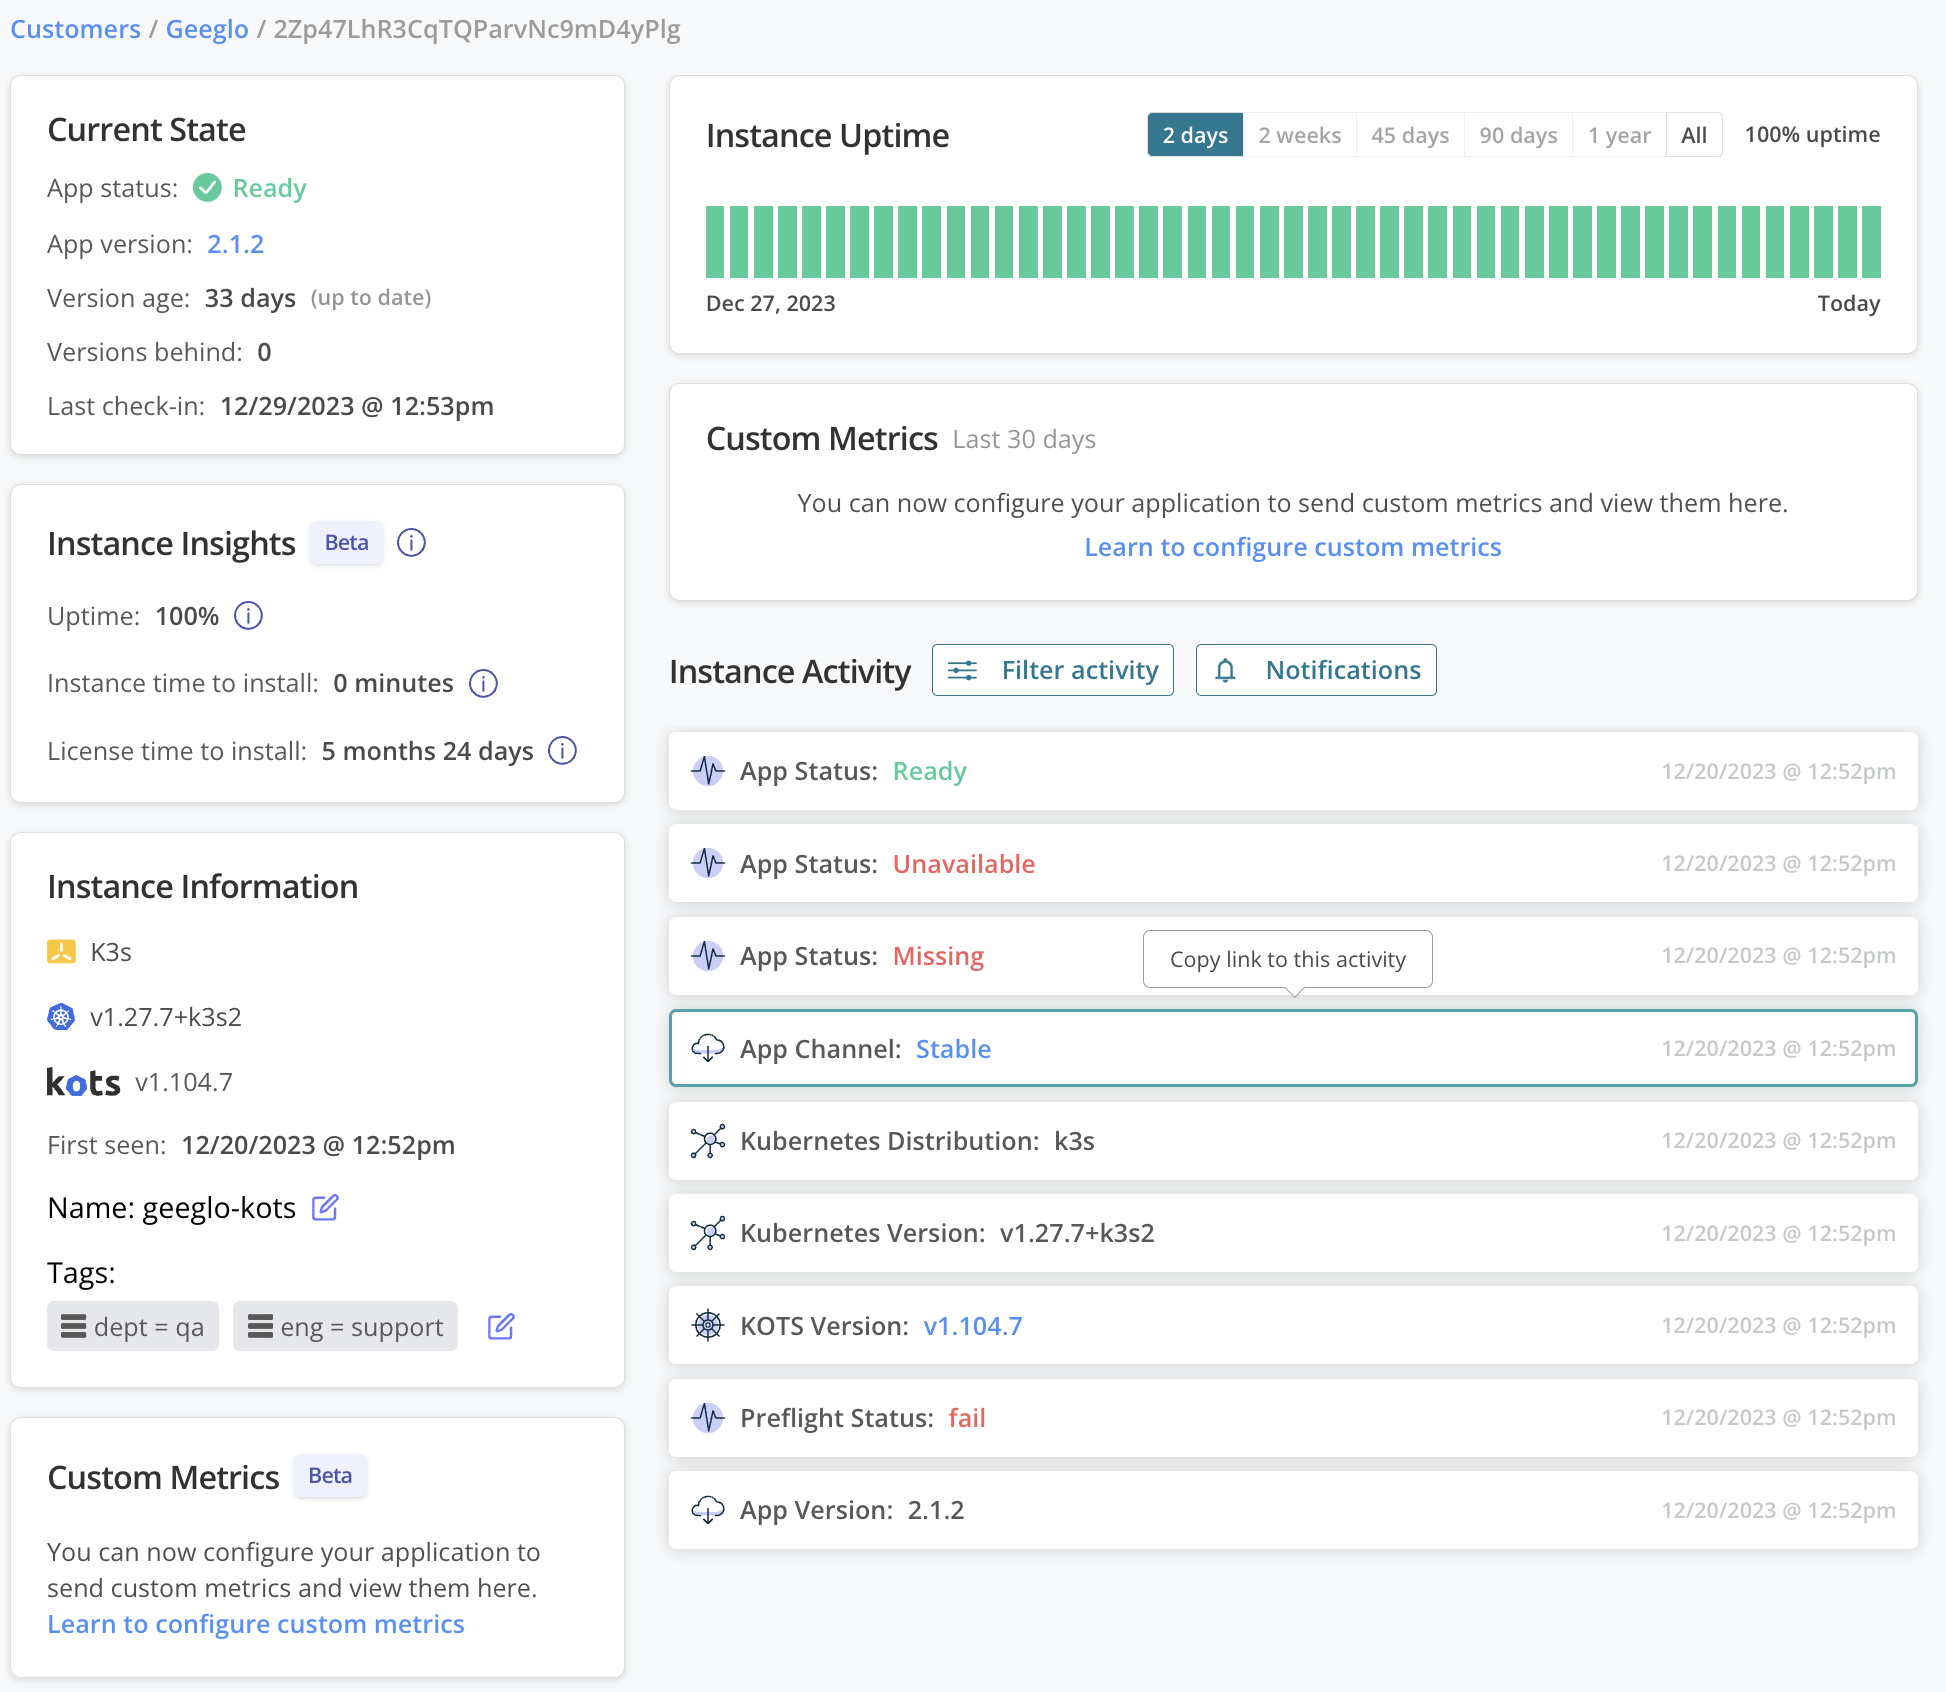 Customers / Geeglo / 2Zp47LhR3CqTQParvNc9mD4yPlg
Current State
App status: Ready
App version: 2.1.2
Version age: 33 days (up to date)
Versions behind: 0
Last check-in: 12/29/2023 @ 12:53pm
Instance Insights Beta
Uptime: 100%
Instance time to install: 0 minutes
License time to install: 5 months 24 days
Instance Information
K3s
v1.27.7+k3s2
kots v1.104.7
First seen: 12/20/2023 @ 12:52pm
Name: geeglo-kots
Tags:
dept = qa eng = support
Custom Metrics Beta
You can now configure your application to
send custom metrics and view them here.
Learn to configure custom metrics
Instance Uptime 2 days 2 weeks 45 days 90 days 1 year All 100% uptime
Dec 27, 2023 Today
Custom Metrics Last 30 days
You can now configure your application to send custom metrics and view them here.
Learn to configure custom metrics
Instance Activity Filter activity Notifications
App Status: Ready 12/20/2023 @ 12:52pm
App Status: Unavailable 12/20/2023 @ 12:52pm
App Status: Missing 12/20/2023 @ 12:52pm
Copy link to this activity
App Channel: Stable 12/20/2023 @ 12:52pm
Kubernetes Distribution: k3s 12/20/2023 @ 12:52pm
Kubernetes Version: v1.27.7+k3s2 12/20/2023 @ 12:52pm
KOTS Version: v1.104.7 12/20/2023 @ 12:52pm
Preflight Status: fail 12/20/2023 @ 12:52pm
App Version: 2.1.2 12/20/2023 @ 12:52pm